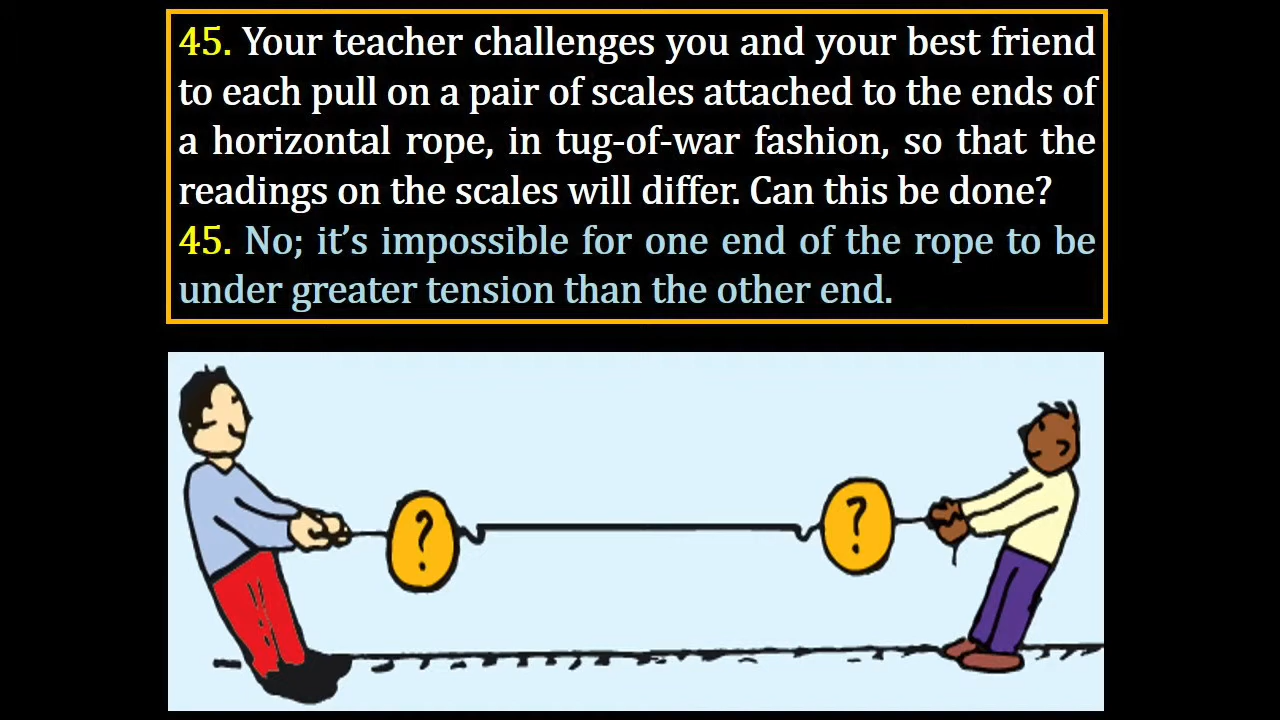 45. Your teacher challenges you and your best friend
to each pull on a pair of scales attached to the ends of
a horizontal rope, in tug-of-war fashion, so that the
readings on the scales will differ. Can this be done?
45. No; it’s impossible for one end of the rope to be
under greater tension than the other end.
? ?